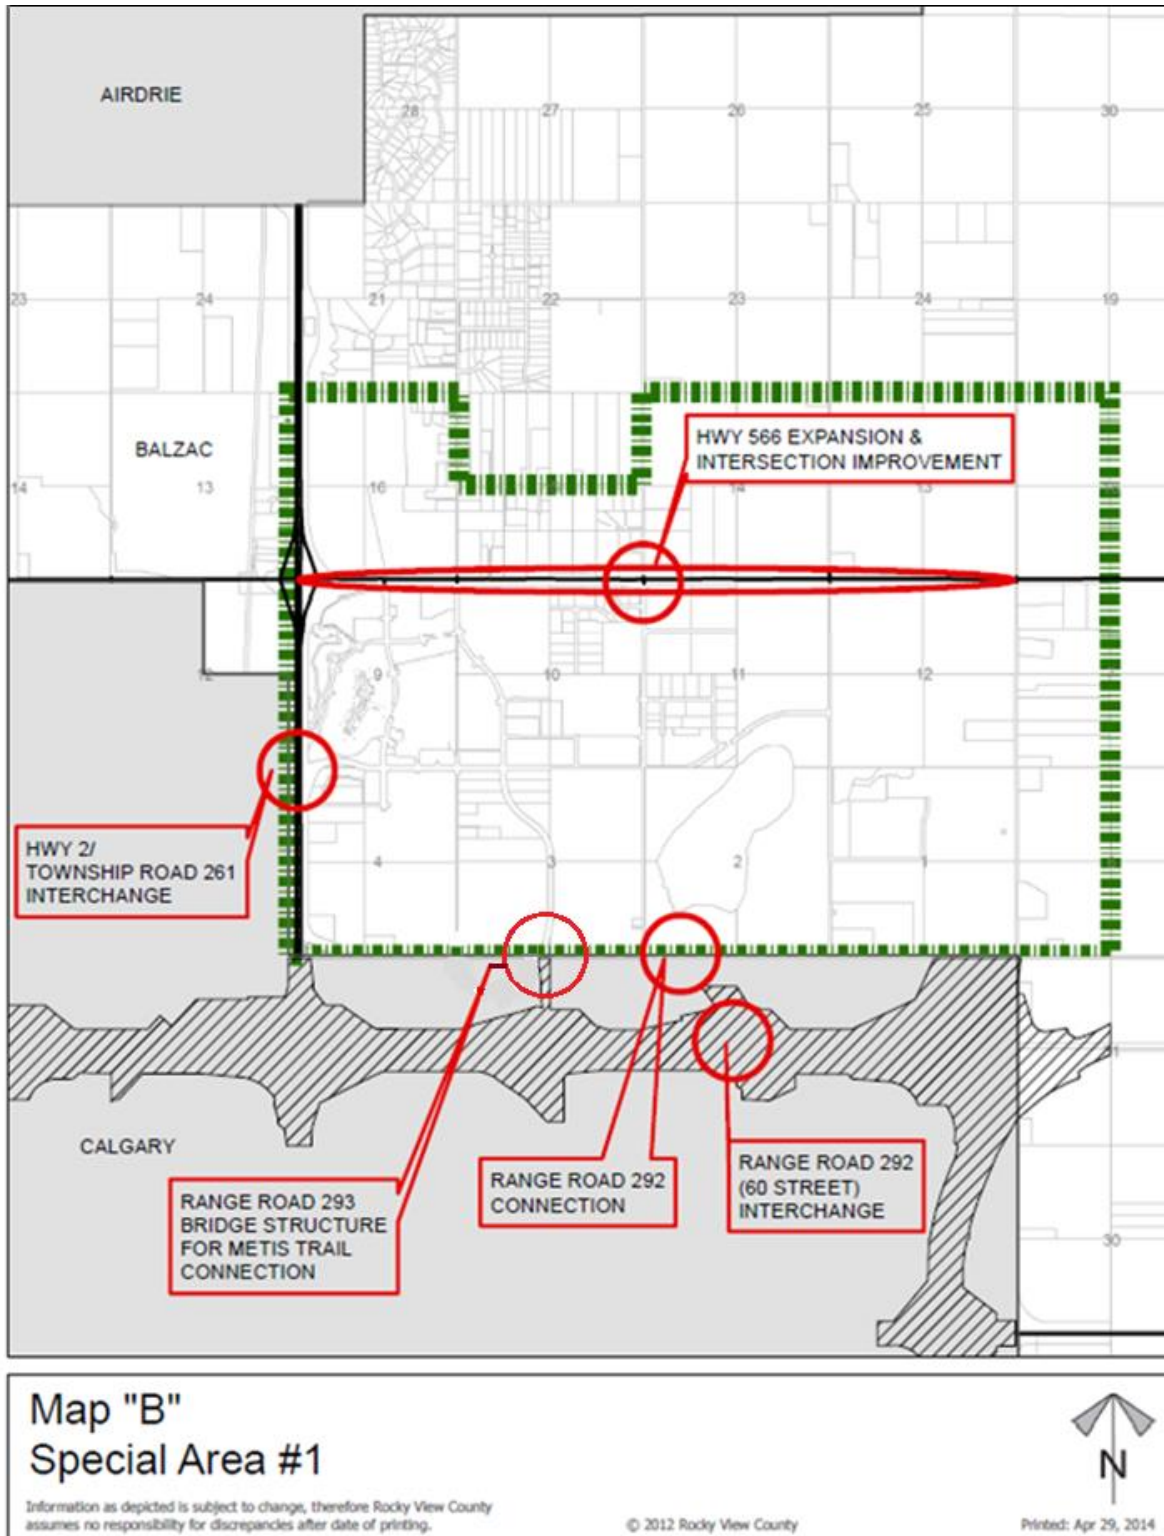 AIRDRIE
28
27
26
25
30
23
24
21
22
23
24
19
BALZAC
HWY 566 EXPANSION &
INTERSECTION IMPROVEMENT
14
13
16
14
13
12
9
10
11
12
HWY 2/
TOWNSHIP ROAD 261
INTERCHANGE
4
3
2
1
CALGARY
RANGE ROAD 293
BRIDGE STRUCTURE
FOR METIS TRAIL
CONNECTION
RANGE ROAD 292
CONNECTION
RANGE ROAD 292
(60 STREET)
INTERCHANGE
30
Map "B"
Special Area #1
N
Information as depicted is subject to change, therefore Rocky View County
assumes no responsibility for discrepancies after date of printing.
© 2012 Rocky View County
Printed: Apr 29, 2014